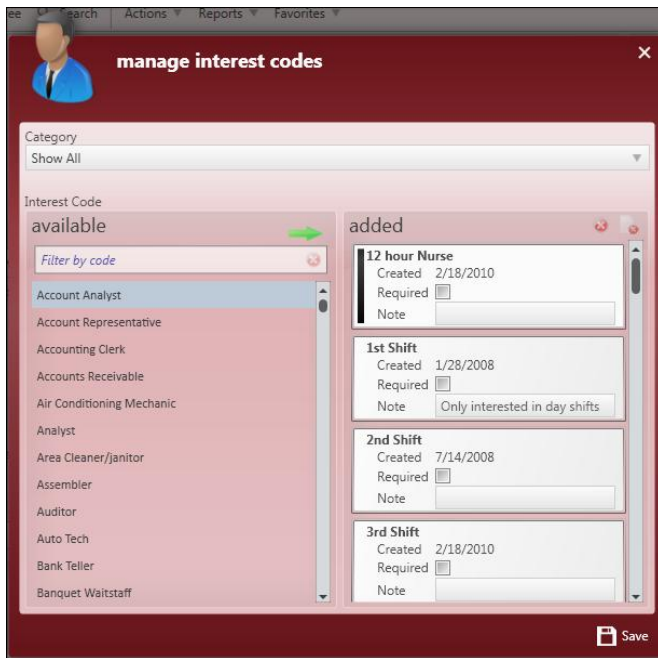 Search Actions Reports Favorites
manage interest codes
Category
Show All
Interest Code
available
Filter by code
Account Analyst
Account Representative
Accounting Clerk
Accounts Receivable
Air Conditioning Mechanic
Analyst
Area Cleaner/janitor
Assembler
Auditor
Auto Tech
Bank Teller
Banquet Waitstaff
added
12 hour Nurse
Created 2/18/2010
Required
Note
1st Shift
Created 1/28/2008
Required
Note Only interested in day shifts
2nd Shift
Created 7/14/2008
Required
Note
3rd Shift
Created 2/18/2010
Required
Note
Save